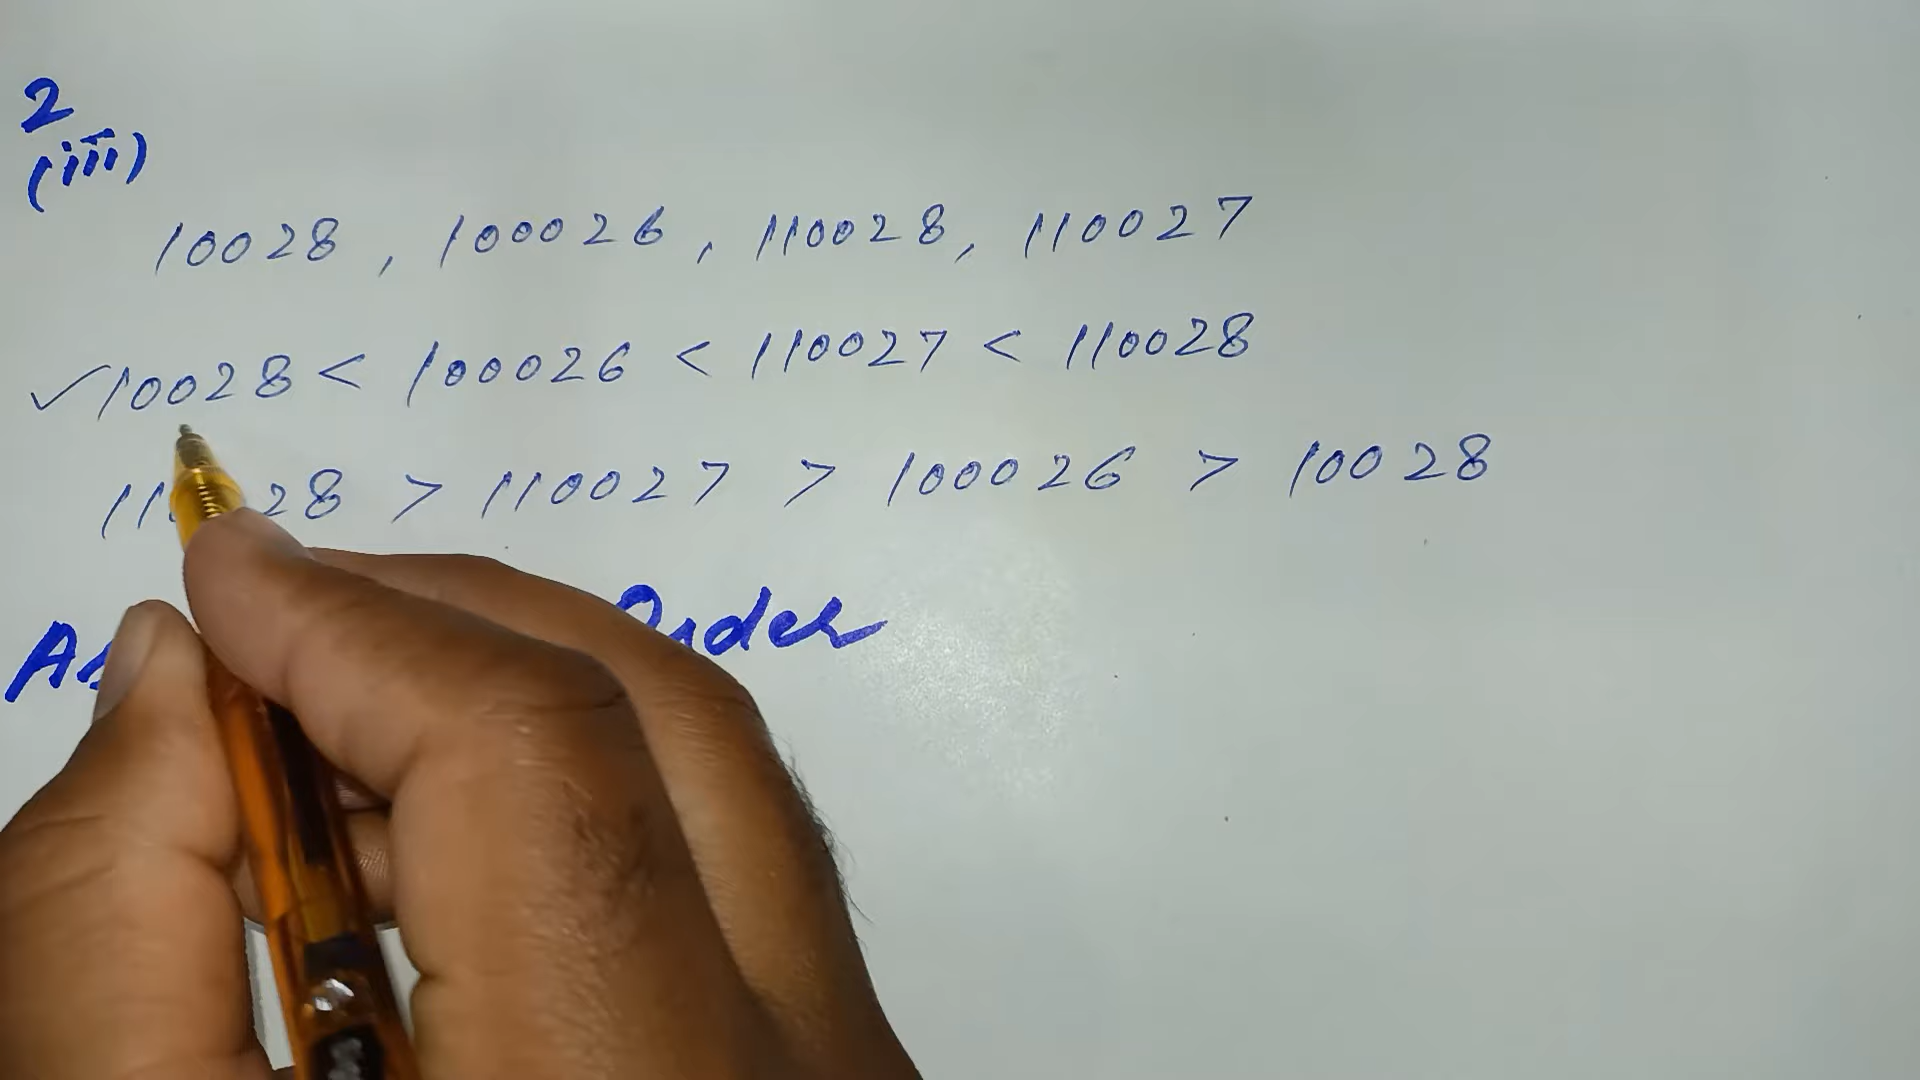 2
(iii)
10028, 100026, 110028, 110027
✓10028 < 100026 < 110027 < 110028
28 > 110027 > 100026 > 10028
Order